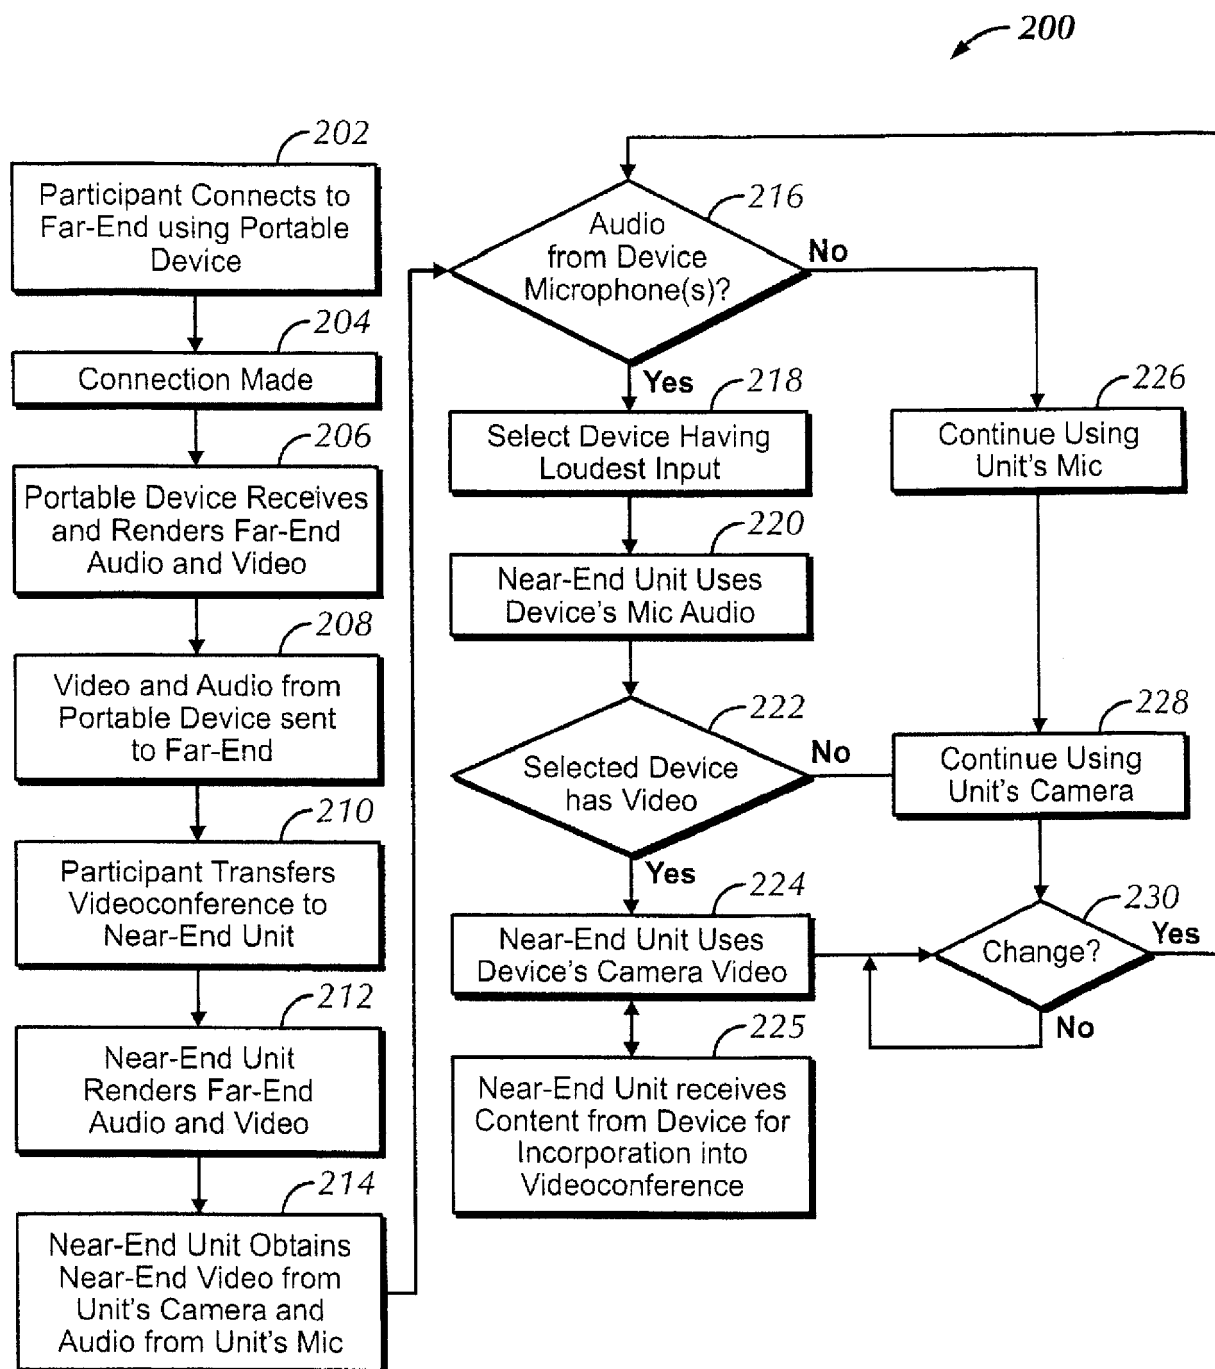 200
202
Participant Connects to
Far-End using Portable
Device
204
Connection Made
206
Portable Device Receives
and Renders Far-End
Audio and Video
208
Video and Audio from
Portable Device sent
to Far-End
210
Participant Transfers
Videoconference to
Near-End Unit
212
Near-End Unit
Renders Far-End
Audio and Video
214
Near-End Unit Obtains
Near-End Video from
Unit's Camera and
Audio from Unit's Mic
216
Audio
from Device
Microphone(s)?
No
Yes
218
Select Device Having
Loudest Input
220
Near-End Unit Uses
Device's Mic Audio
222
Selected Device
has Video
No
Yes
224
Near-End Unit Uses
Device's Camera Video
225
Near-End Unit receives
Content from Device for
Incorporation into
Videoconference
226
Continue Using
Unit's Mic
228
Continue Using
Unit's Camera
230
Change?
Yes
No